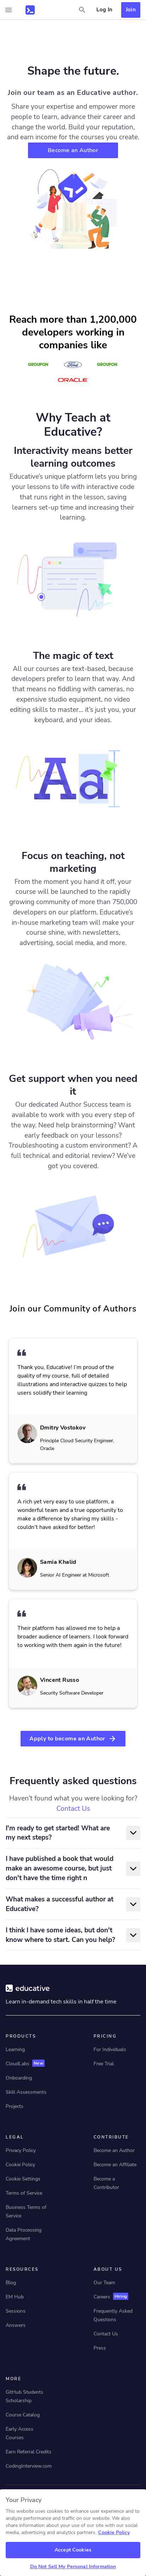 Log In
Join
Shape the future.
Join our team as an Educative author.
Share your expertise and earn while more
people to learn, advance their career and
change the world. Build your reputation,
and earn income for the courses you create.
Become an Author
Reach more than 1,200,000
developers working in
companies like
GROUPON
Ford
GROUPON
ORACLE
Why Teach at
Educative?
Interactivity means better
learning outcomes
Educative's unique platform lets you bring
your lessons to life with interactive code
that runs right in the lesson, saving
learners set-up time and increasing their
learning.
The magic of text
All our courses are text-based, because
developers prefer to learn that way. And
that means no fiddling with cameras, no
expensive studio equipment, no video
editing skills to master... it's just you, your
keyboard, and your ideas.
Aa
Focus on teaching, not
marketing
From the moment you hand it off, your
course will be launched and marketed to a
rapidly growing community of more than 750,000
developers on our platform. Educative's
in-house marketing team will make your
course shine, with newsletters,
advertising, social media, and more.
Get support when you need
it
Our dedicated Author Success team is
available to work with you every step of
the way. Need help brainstorming? Want
early feedback on your lessons?
Troubleshooting a custom environment? A
full technical and editorial review? We've
got you covered.
Join our Community of Authors
Thank you, Educative! I'm proud of the
quality of my course, full of detailed
illustrations and interactive quizzes to help
users solidify their learning
Dmitry Vostokov
Principle Cloud Security Engineer,
Oracle
A rich yet very easy to use platform, a
wonderful team and a true opportunity to
make a difference by sharing my skills -
couldn't have asked for better!
Samia Khalid
Senior AI Engineer at Microsoft
Their platform has allowed me to help a
broader audience of learners. I look forward
to working with them again in the future!
Vincent Russo
Security Software Developer
Apply to become an Author
Frequently asked questions
Haven't found what you were looking for?
Contact Us
I'm ready to get started! What are
my next steps?
I have published a book that would
make an awesome course, but just
don't have the time right n
What makes a successful author at
Educative?
I think I have some ideas, but don't
know where to start. Can you help?
educative
Learn in-demand tech skills in half the time
PRODUCTS
PRICING
Learning
For Individuals
CloudLabs New
Free Trial
Onboarding
Skill Assessments
Projects
LEGAL
CONTRIBUTE
Privacy Policy
Become an Author
Cookie Policy
Become an Affiliate
Cookie Settings
Become a
Contributor
Terms of Service
Business Terms of
Service
Data Processing
Agreement
RESOURCES
ABOUT US
Blog
Our Team
EM Hub
Careers Hiring
Sessions
Frequently Asked
Questions
Answers
Contact Us
Press
MORE
GitHub Students
Scholarship
Course Catalog
Early Access
Courses
Earn Referral Credits
CodingInterview.com
Your Privacy
This website uses cookies to enhance user experience and to
analyze performance and traffic on our website. We also
share information about your use of our site with our social
media, advertising and analytics partners. Cookie Policy
Accept Cookies
Do Not Sell My Personal Information